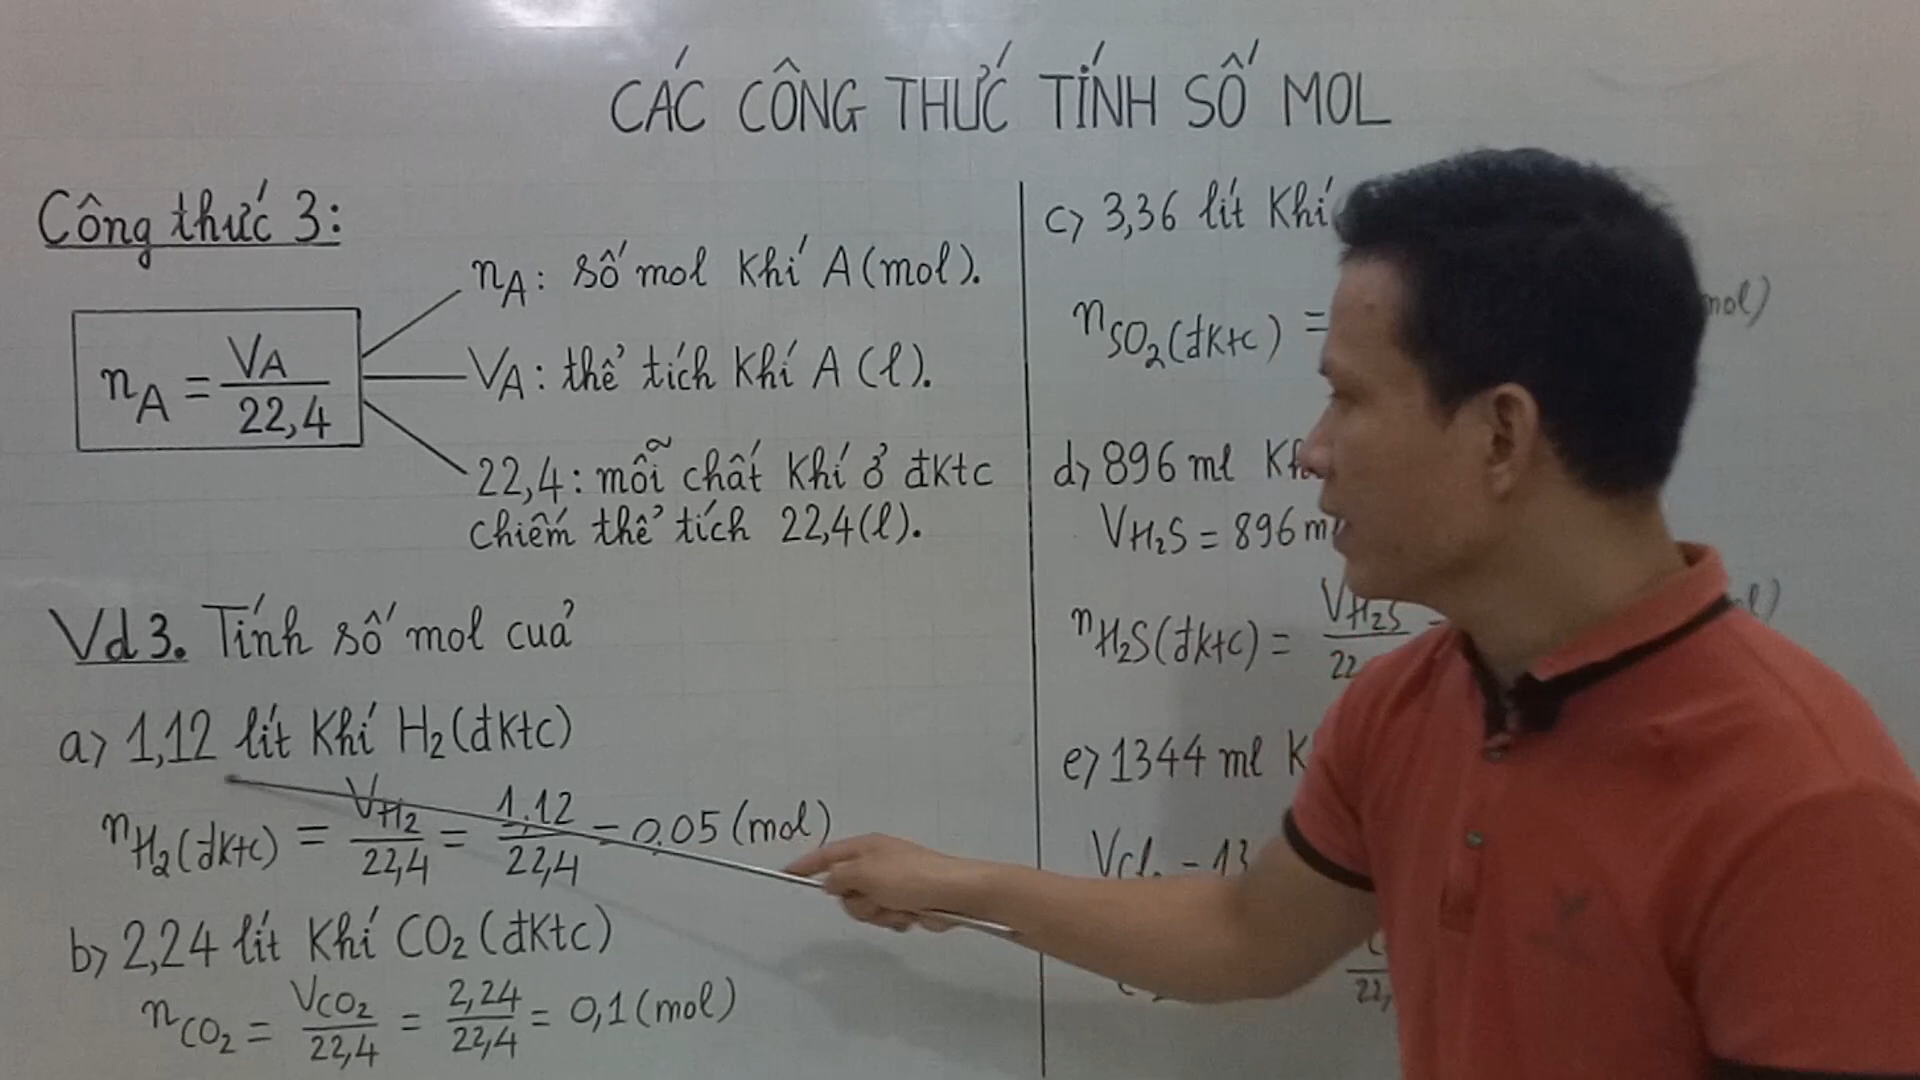 CÁC CÔNG THỨC TÍNH SỐ MOL
Công thức 3:
nA = VA / 22,4
nA: số mol khí A (mol).
VA: thể tích khí A (l).
22,4: mỗi chất khí ở đktc
chiếm thể tích 22,4(l).
Vd3. Tính số mol của
a) 1,12 lít khí H2 (đktc)
nH2(đktc) = VH2 / 22,4 = 1,12 / 22,4 = 0,05 (mol)
b) 2,24 lít khí CO2 (đktc)
nCO2 = VCO2 / 22,4 = 2,24 / 22,4 = 0,1 (mol)
c) 3,36 lít khí
nSO2(đktc) =
d) 896 ml
VH2S = 896
nH2S(đktc) = VH2S / 22
e) 1344 ml